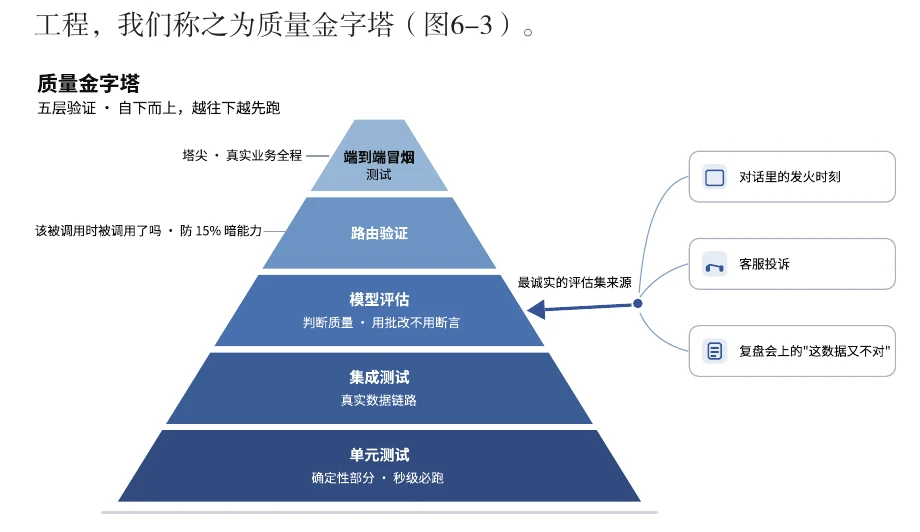 工程，我们称之为质量金字塔（图6-3）。
质量金字塔
五层验证 · 自下而上，越往下越先跑
塔尖 · 真实业务全程
端到端冒烟
测试
该被调用时被调用了吗 · 防 15% 暗能力
路由验证
模型评估
判断质量 · 用批改不用断言
集成测试
真实数据链路
单元测试
确定性部分 · 秒级必跑
最诚实的评估集来源
对话里的发火时刻
客服投诉
复盘会上的"这数据又不对"